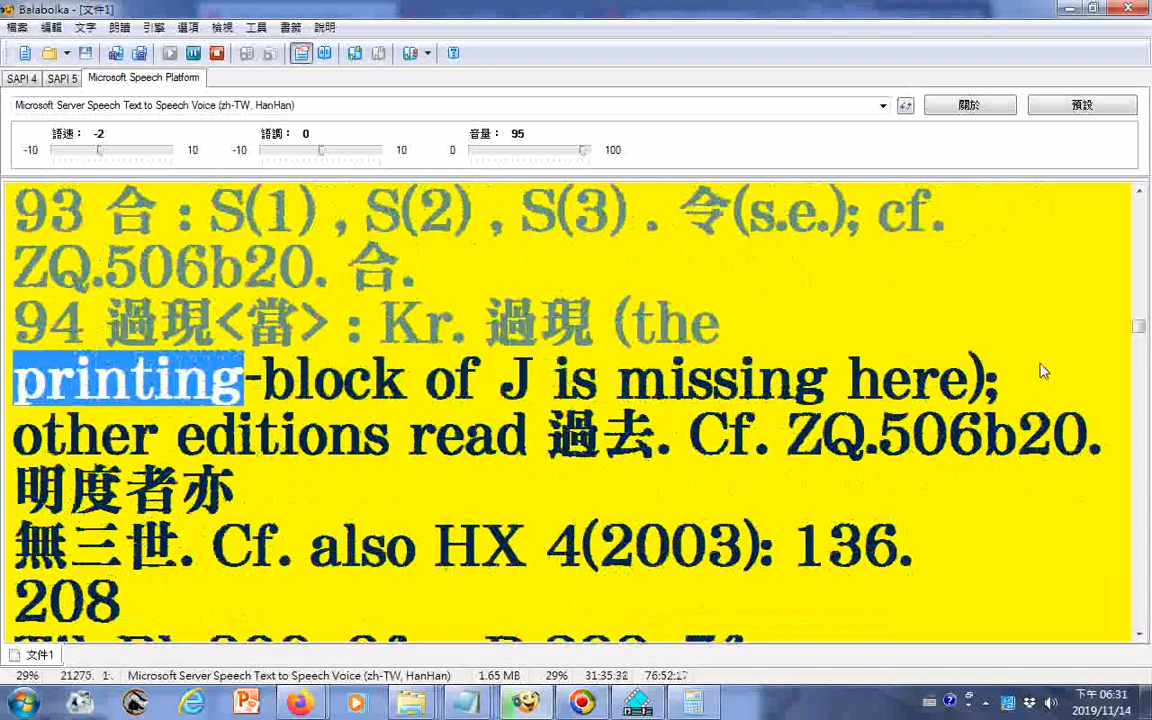 Balabolka - [文件1]
檔案 編輯 文字 朗讀 引擎 選項 檢視 工具 書籤 說明
SAPI 4 SAPI 5 Microsoft Speech Platform
Microsoft Server Speech Text to Speech Voice (zh-TW, HanHan) 關於 預設
語速： -2 語調： 0 音量： 95
-10 10 -10 10 0 100
93 合 : S(1) , S(2) , S(3) . 令(s.e.); cf.
ZQ.506b20. 合.
94 過現<當> : Kr. 過現 (the
printing-block of J is missing here);
other editions read 過去. Cf. ZQ.506b20.
明度者亦
無三世. Cf. also HX 4(2003): 136.
208
文件1
29% 21275. 1. Microsoft Server Speech Text to Speech Voice (zh-TW, HanHan) 1.65 MB 29% 31:35.32 76:52:17
下午 06:31
2019/11/14